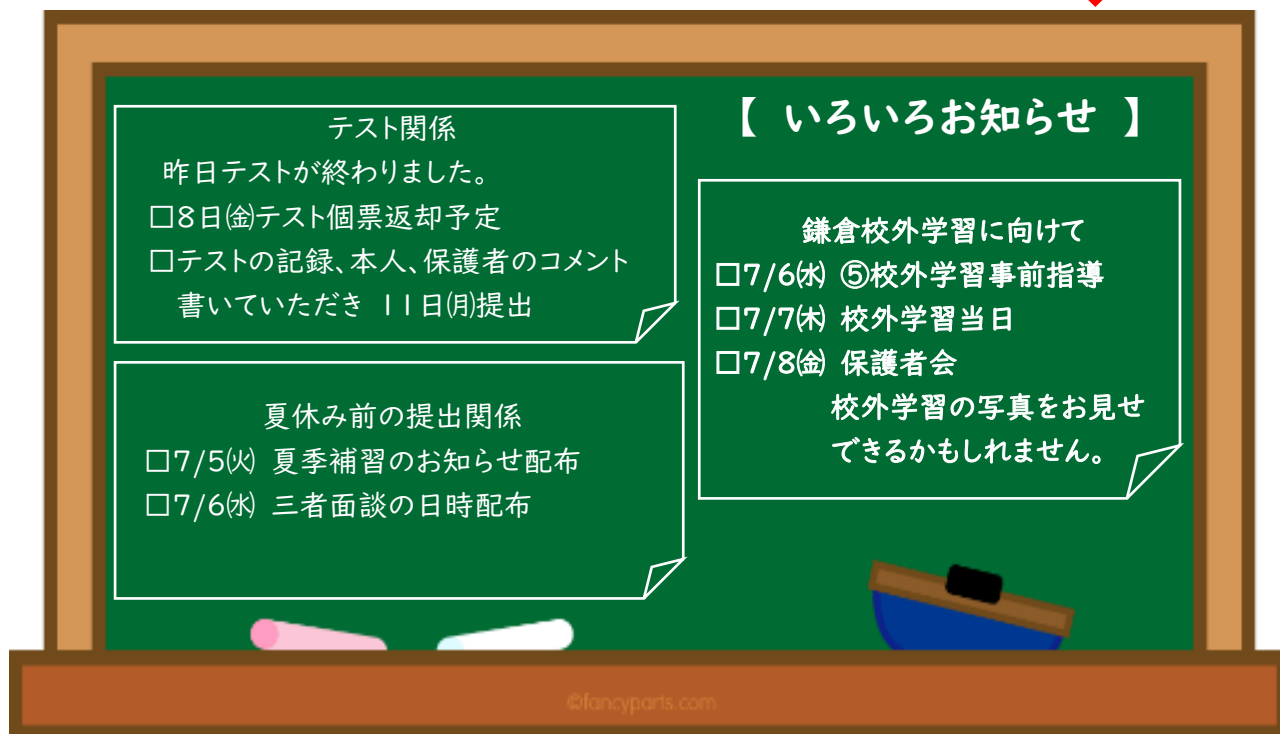 【 いろいろお知らせ 】
テスト関係
昨日テストが終わりました。
□8日㈮テスト個票返却予定
□テストの記録、本人、保護者のコメント
書いていただき 11日㈪提出
夏休み前の提出関係
□7/5㈫ 夏季補習のお知らせ配布
□7/6㈬ 三者面談の日時配布
鎌倉校外学習に向けて
□7/6㈬ ⑤校外学習事前指導
□7/7㈭ 校外学習当日
□7/8㈮ 保護者会
校外学習の写真をお見せ
できるかもしれません。
©fancyparts.com